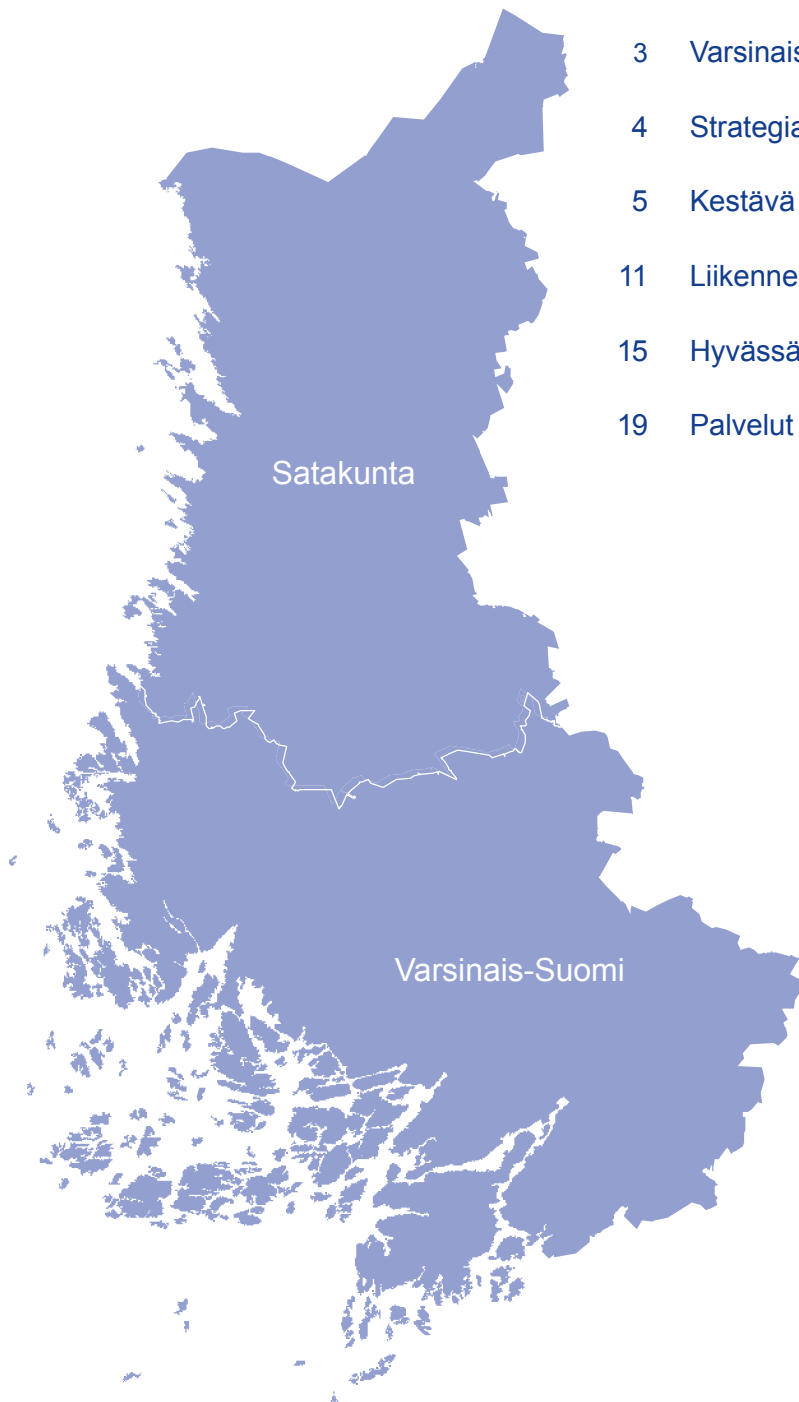 3 Varsinais
4 Strategia
5 Kestävä
11 Liikenne
15 Hyvässä
19 Palvelut
Satakunta
Varsinais-Suomi